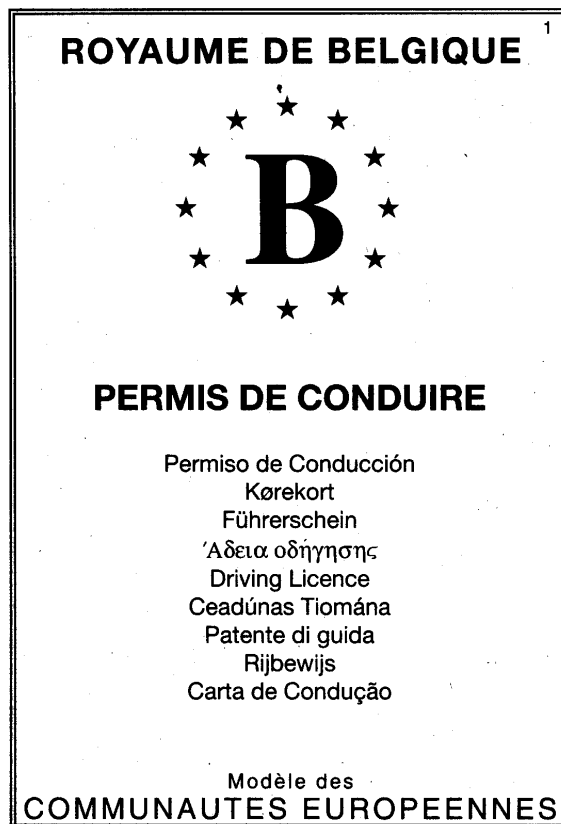 1
ROYAUME DE BELGIQUE
B
PERMIS DE CONDUIRE
Permiso de Conducción
Kørekort
Führerschein
Άδεια οδήγησης
Driving Licence
Ceadúnas Tiomána
Patente di guida
Rijbewijs
Carta de Condução
Modèle des
COMMUNAUTES EUROPEENNES